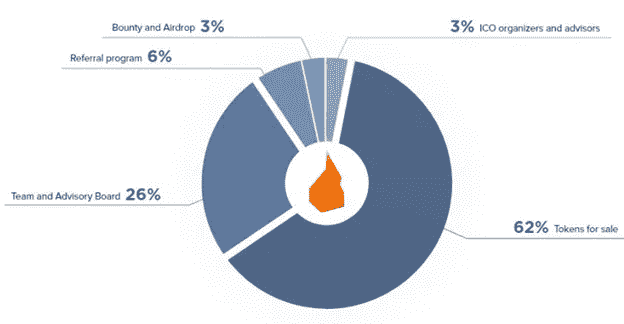 Bounty and Airdrop 3%
3% ICO organizers and advisors
Referral program 6%
Team and Advisory Board 26%
62% Tokens for sale